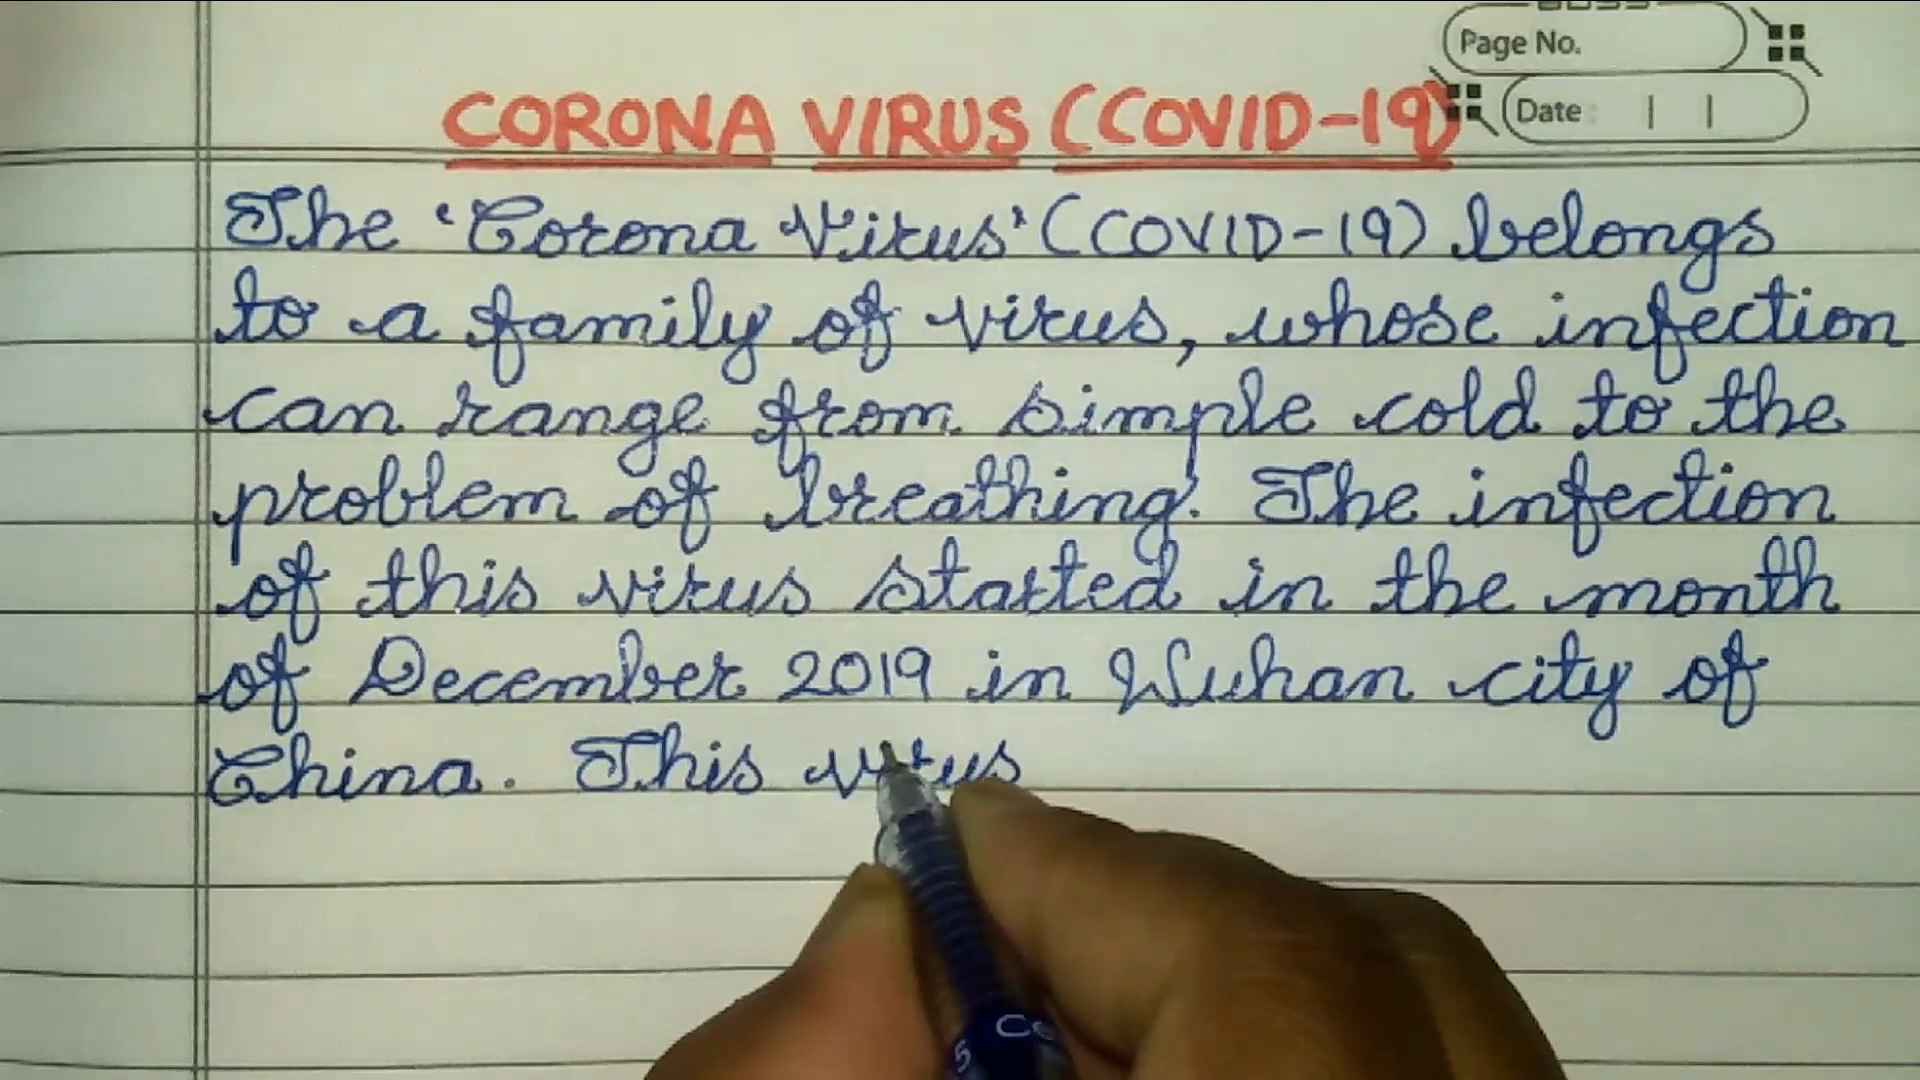 Page No.
Date
CORONA VIRUS (COVID-19)
The 'Corona Virus' (COVID-19) belongs
to a family of virus, whose infection
can range from simple cold to the
problem of breathing. The infection
of this virus started in the month
of December 2019 in Wuhan city of
China. This virus
5